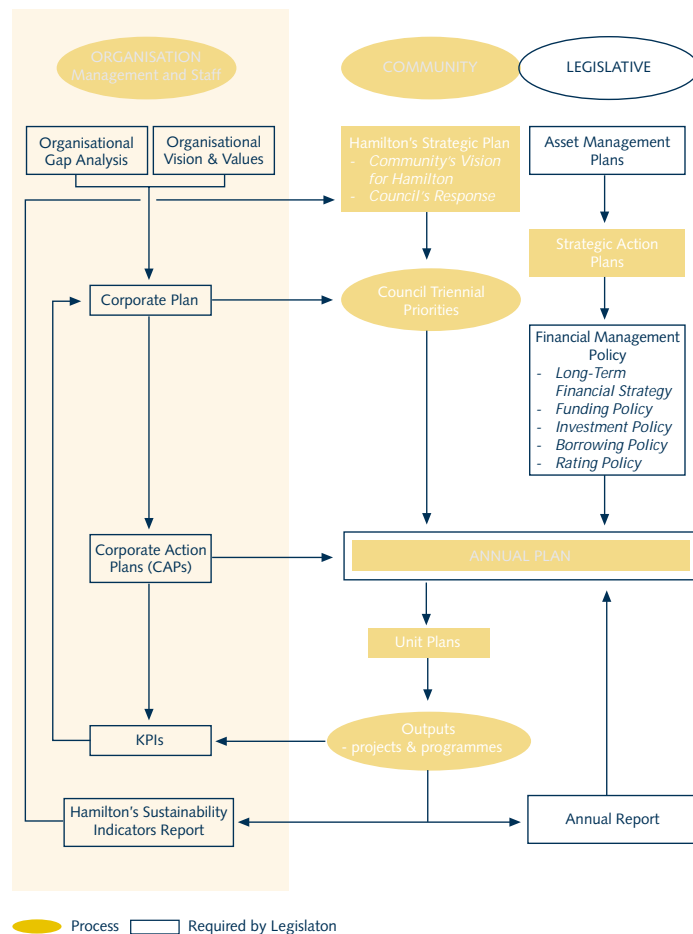 ORGANISATION
Management and Staff
COMMUNITY
LEGISLATIVE
Organisational
Gap Analysis
Organisational
Vision & Values
Hamilton's Strategic Plan
- Community's Vision
for Hamilton
- Council's Response
Asset Management
Plans
Strategic Action
Plans
Corporate Plan
Council Triennial
Priorities
Financial Management
Policy
- Long-Term
Financial Strategy
- Funding Policy
- Investment Policy
- Borrowing Policy
- Rating Policy
Corporate Action
Plans (CAPs)
ANNUAL PLAN
Unit Plans
KPIs
Outputs
- projects & programmes
Hamilton's Sustainability
Indicators Report
Annual Report
Process
Required by Legislaton